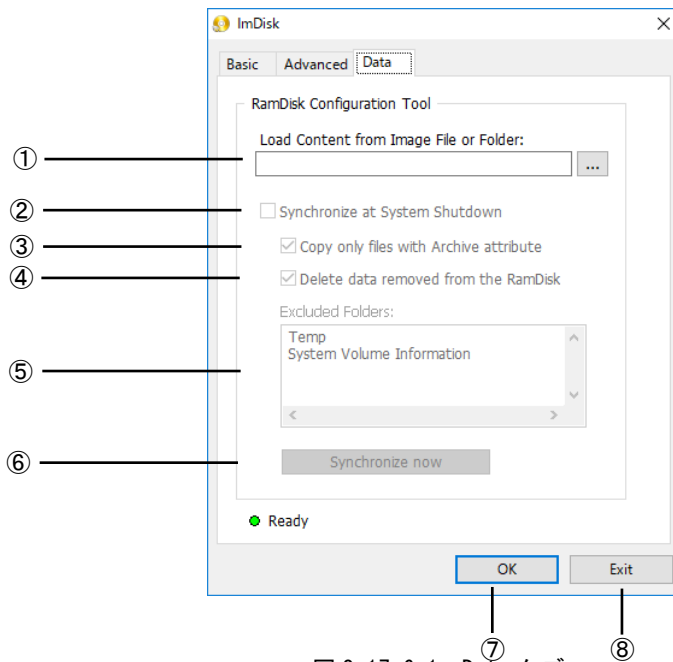 ImDisk
Basic Advanced Data
RamDisk Configuration Tool
Load Content from Image File or Folder:
① ...
② Synchronize at System Shutdown
③ Copy only files with Archive attribute
④ Delete data removed from the RamDisk
Excluded Folders:
Temp
System Volume Information
⑤
⑥ Synchronize now
Ready
OK Exit
⑦ ⑧